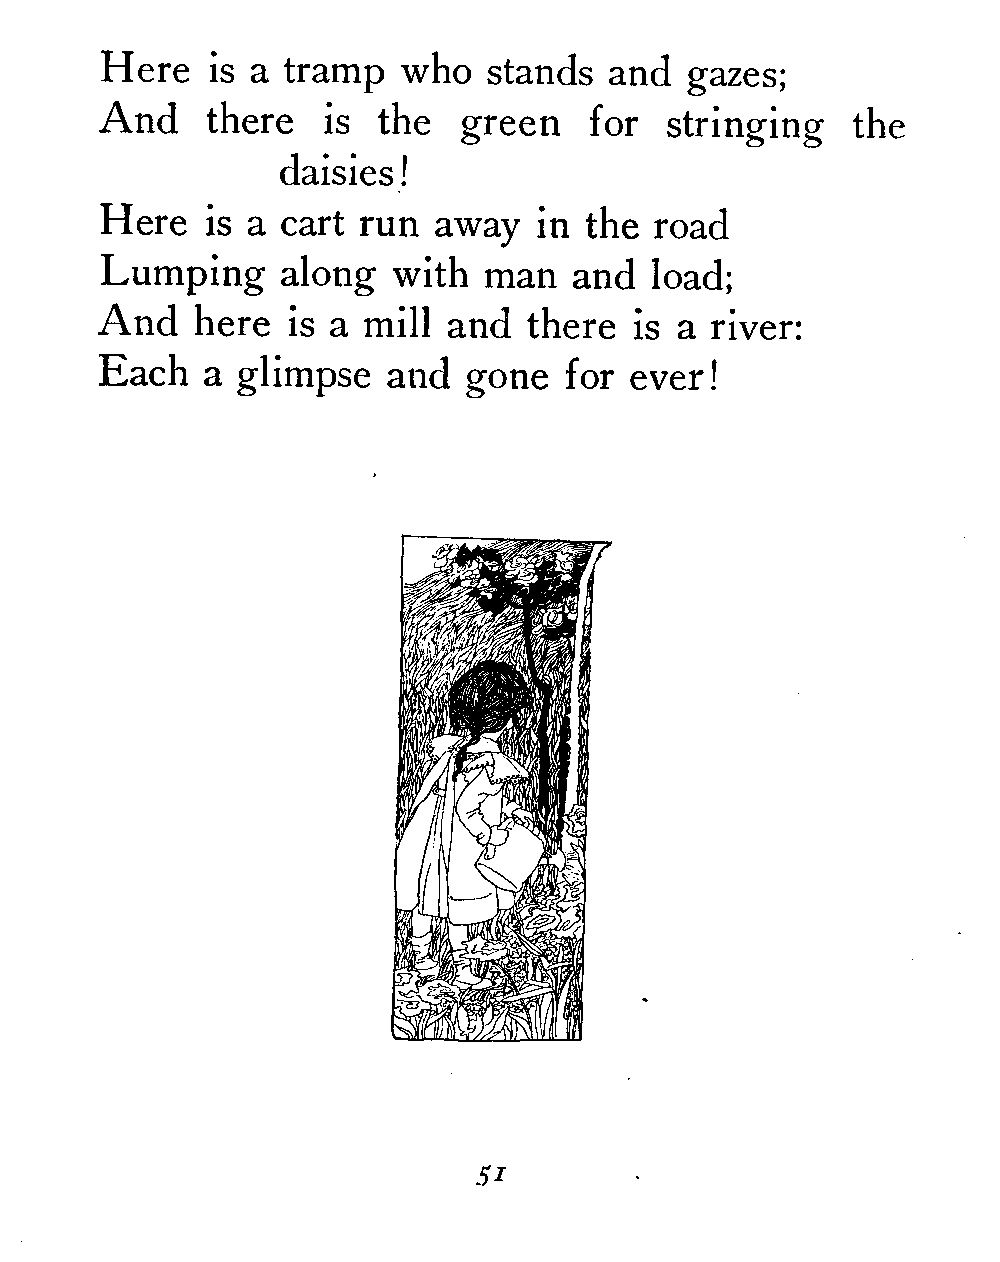 Here is a tramp who stands and gazes;
And there is the green for stringing the
daisies!
Here is a cart run away in the road
Lumping along with man and load;
And here is a mill and there is a river:
Each a glimpse and gone for ever!
51